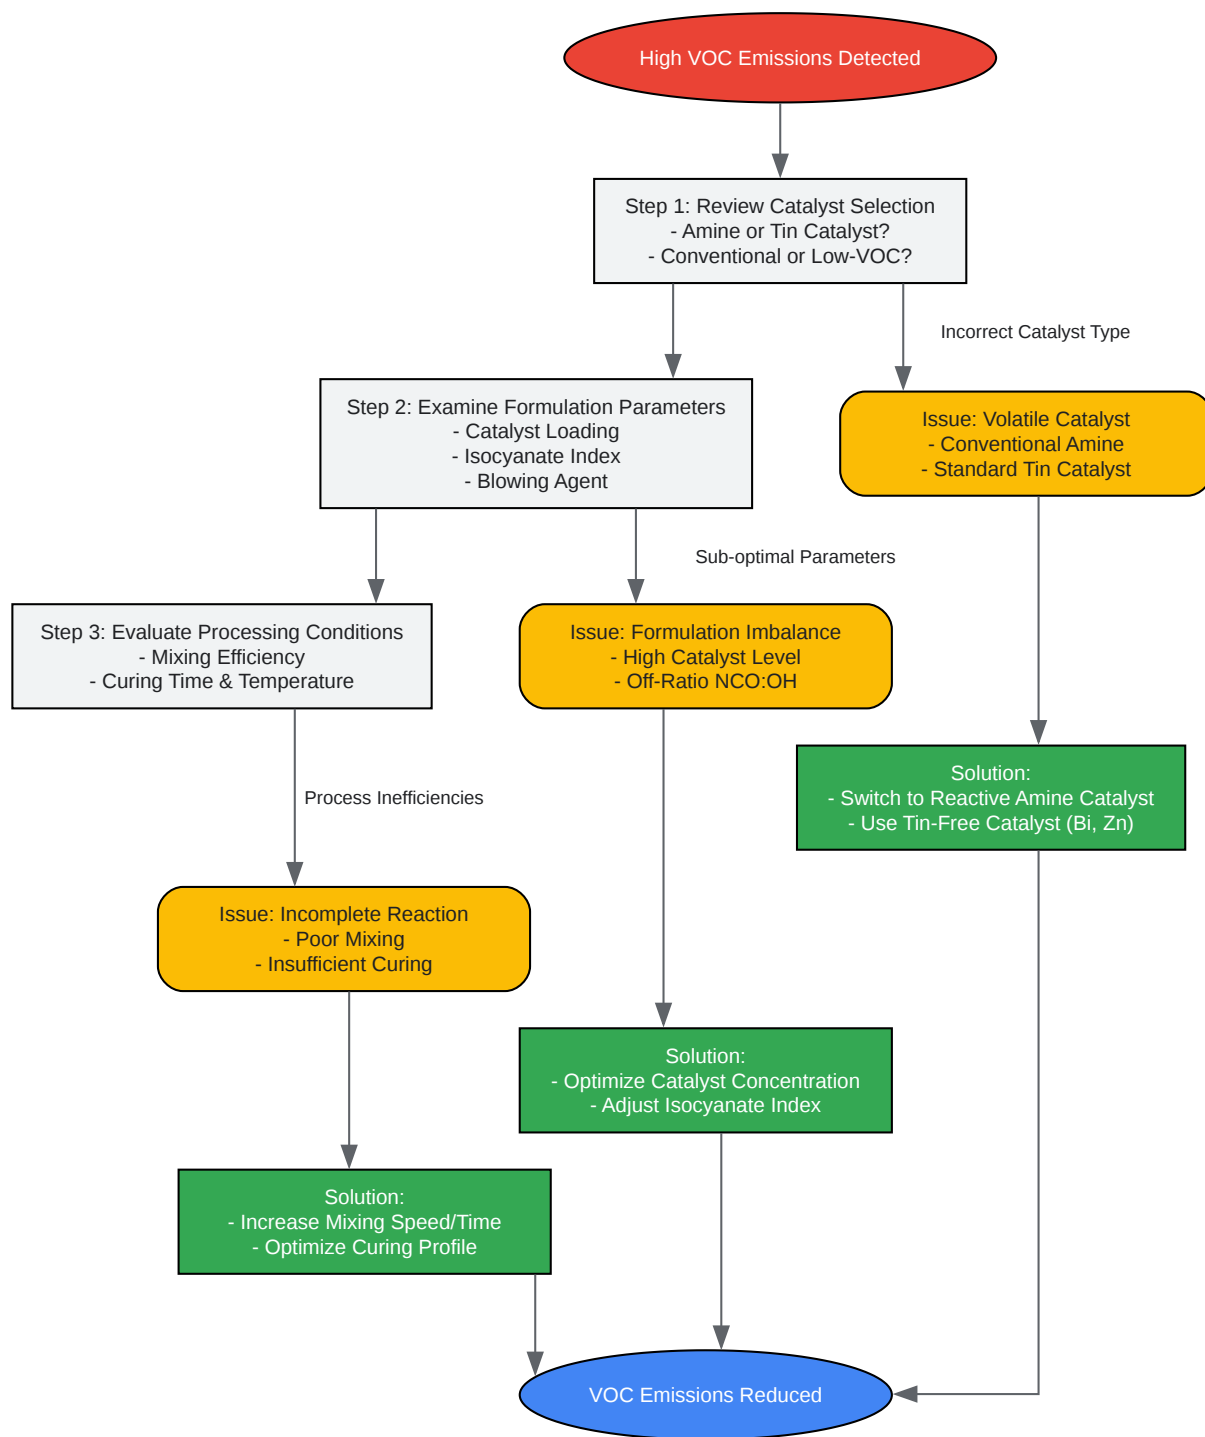 High VOC Emissions Detected
Step 1: Review Catalyst Selection
- Amine or Tin Catalyst?
- Conventional or Low-VOC?
Incorrect Catalyst Type
Step 2: Examine Formulation Parameters
- Catalyst Loading
- Isocyanate Index
- Blowing Agent
Issue: Volatile Catalyst
- Conventional Amine
- Standard Tin Catalyst
Sub-optimal Parameters
Step 3: Evaluate Processing Conditions
- Mixing Efficiency
- Curing Time & Temperature
Issue: Formulation Imbalance
- High Catalyst Level
- Off-Ratio NCO:OH
Solution:
- Switch to Reactive Amine Catalyst
- Use Tin-Free Catalyst (Bi, Zn)
Process Inefficiencies
Issue: Incomplete Reaction
- Poor Mixing
- Insufficient Curing
Solution:
- Optimize Catalyst Concentration
- Adjust Isocyanate Index
Solution:
- Increase Mixing Speed/Time
- Optimize Curing Profile
VOC Emissions Reduced